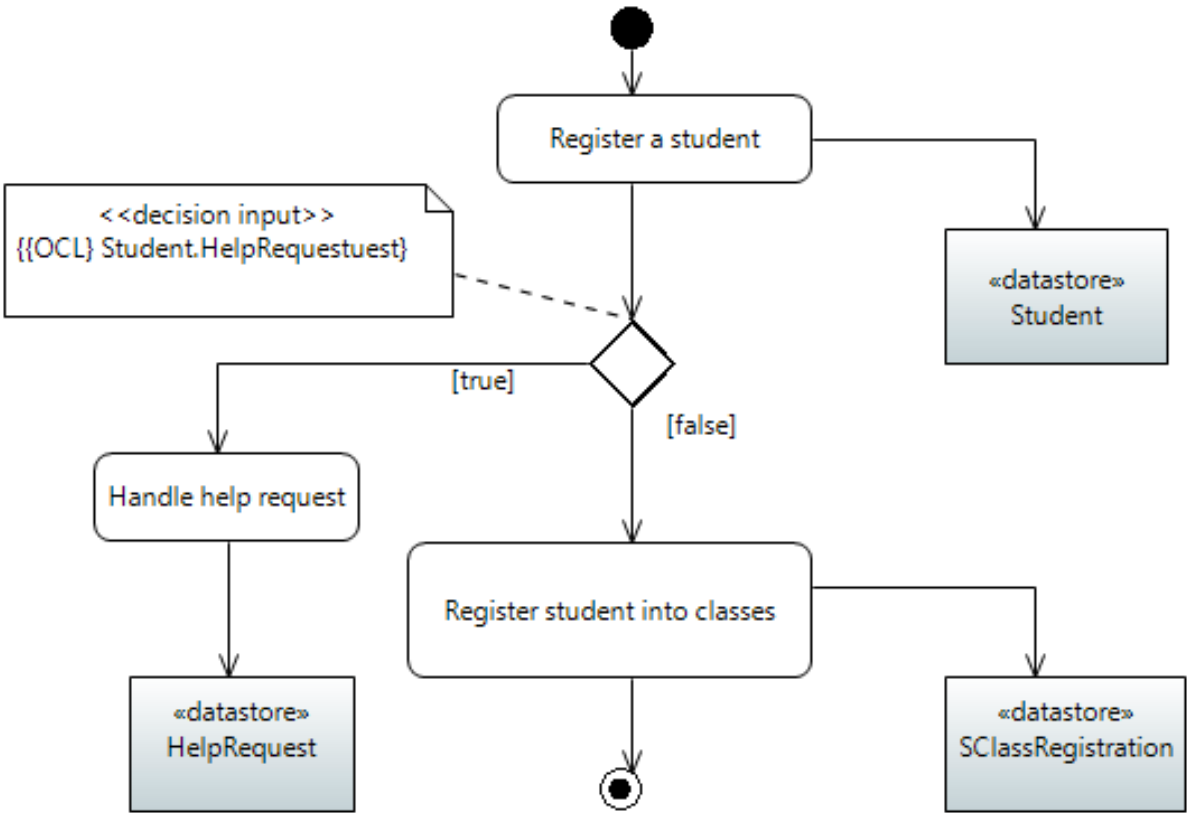 Register a student
<<decision input>>
{{OCL} Student.HelpRequestuest}
«datastore»
Student
[true]
[false]
Handle help request
Register student into classes
«datastore»
HelpRequest
«datastore»
SClassRegistration